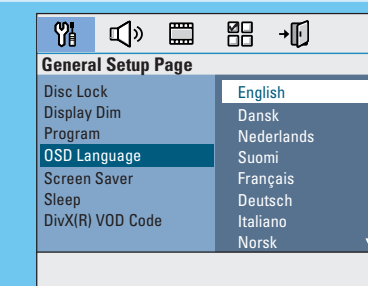 General Setup Page
Disc Lock
Display Dim
Program
OSD Language
Screen Saver
Sleep
DivX(R) VOD Code
English
Dansk
Nederlands
Suomi
Français
Deutsch
Italiano
Norsk